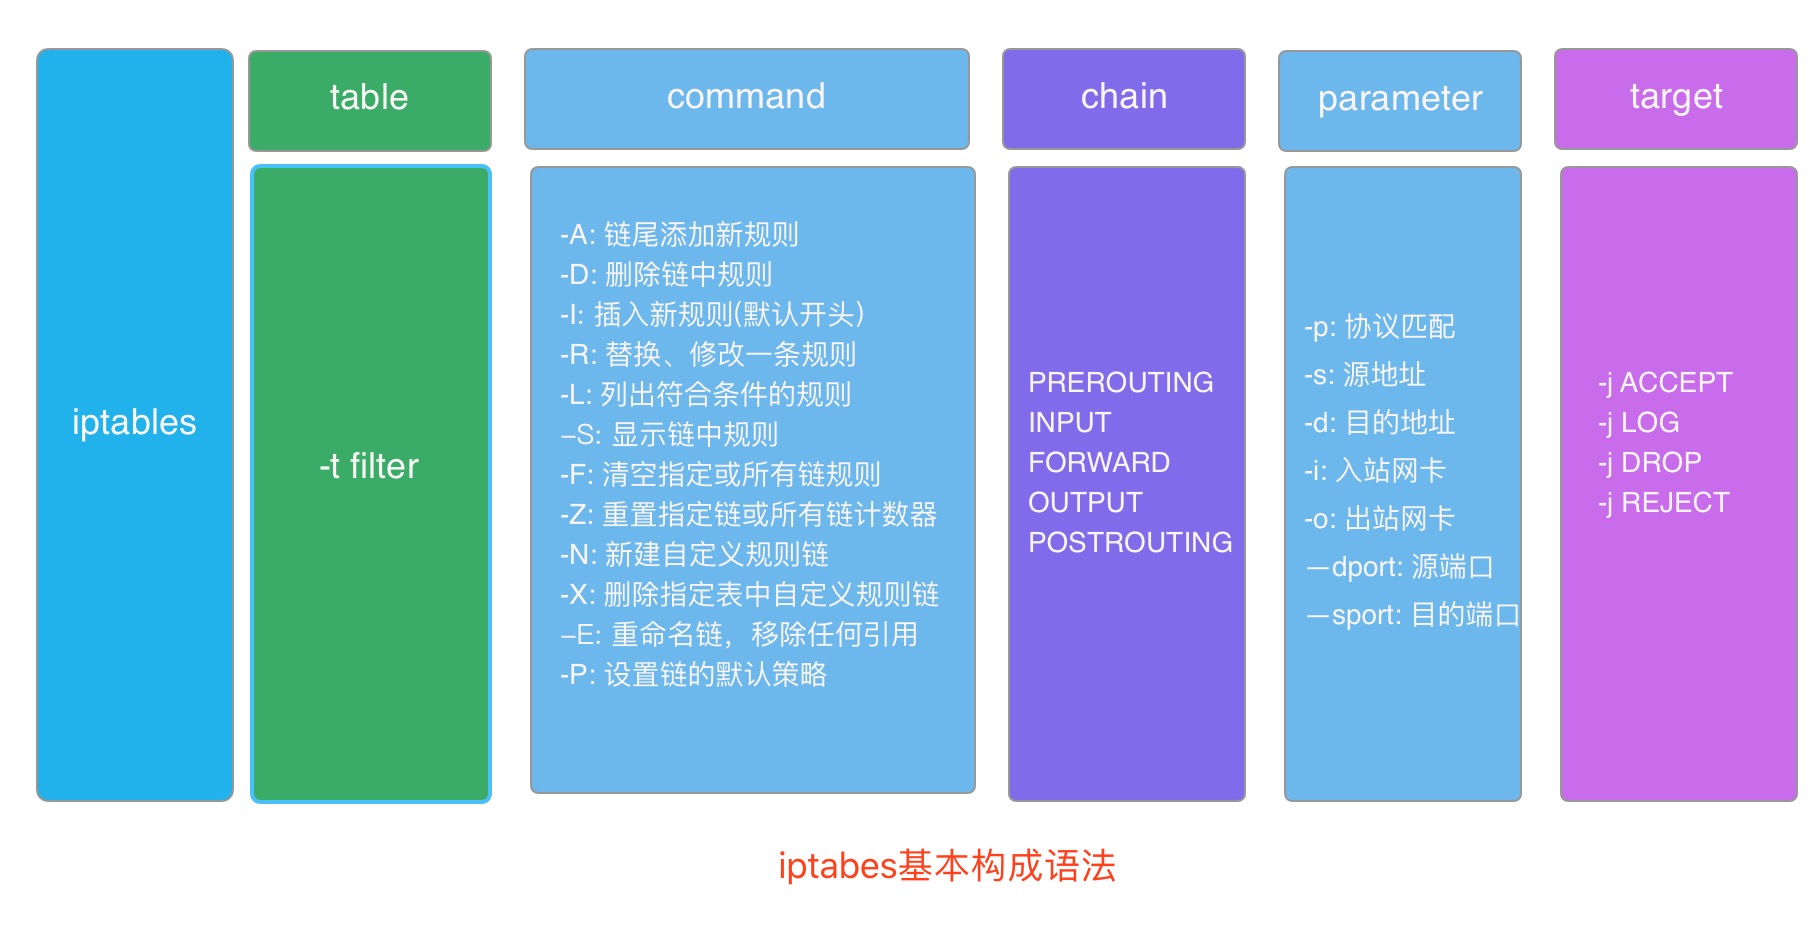 iptables
table
-t filter
command
-A: 链尾添加新规则
-D: 删除链中规则
-I: 插入新规则(默认开头)
-R: 替换、修改一条规则
-L: 列出符合条件的规则
–S: 显示链中规则
-F: 清空指定或所有链规则
-Z: 重置指定链或所有链计数器
-N: 新建自定义规则链
-X: 删除指定表中自定义规则链
–E: 重命名链，移除任何引用
-P: 设置链的默认策略
chain
PREROUTING
INPUT
FORWARD
OUTPUT
POSTROUTING
parameter
-p: 协议匹配
-s: 源地址
-d: 目的地址
-i: 入站网卡
-o: 出站网卡
—dport: 源端口
—sport: 目的端口
target
-j ACCEPT
-j LOG
-j DROP
-j REJECT
iptabes基本构成语法